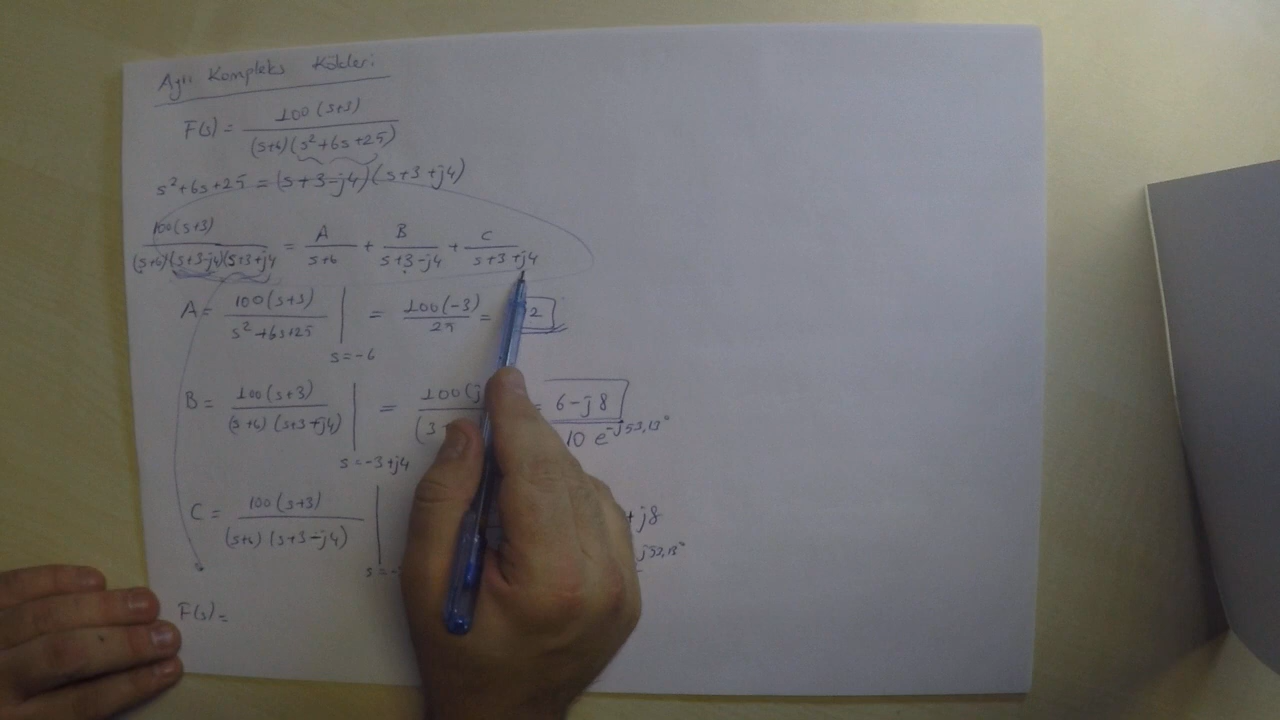 Ayrı Kompleks Kökler:
F(s) = 100(s+3) / (s+6)(s²+6s+25)
s²+6s+25 = (s+3-j4)(s+3+j4)
100(s+3) / (s+6)(s+3-j4)(s+3+j4 = A / s+6 + B / s+3-j4 + C / s+3+j4
A = 100(s+3) / s²+6s+25 | s=-6 = 100(-3) / 25 = 2
B = 100(s+3) / (s+6)(s+3+j4) | s=-3+j4 = 100(j / (3 = 6-j8
10 e^-j53,13°
C = 100(s+3) / (s+6)(s+3-j4) | s=- +j8
j53,13°
F(s) =